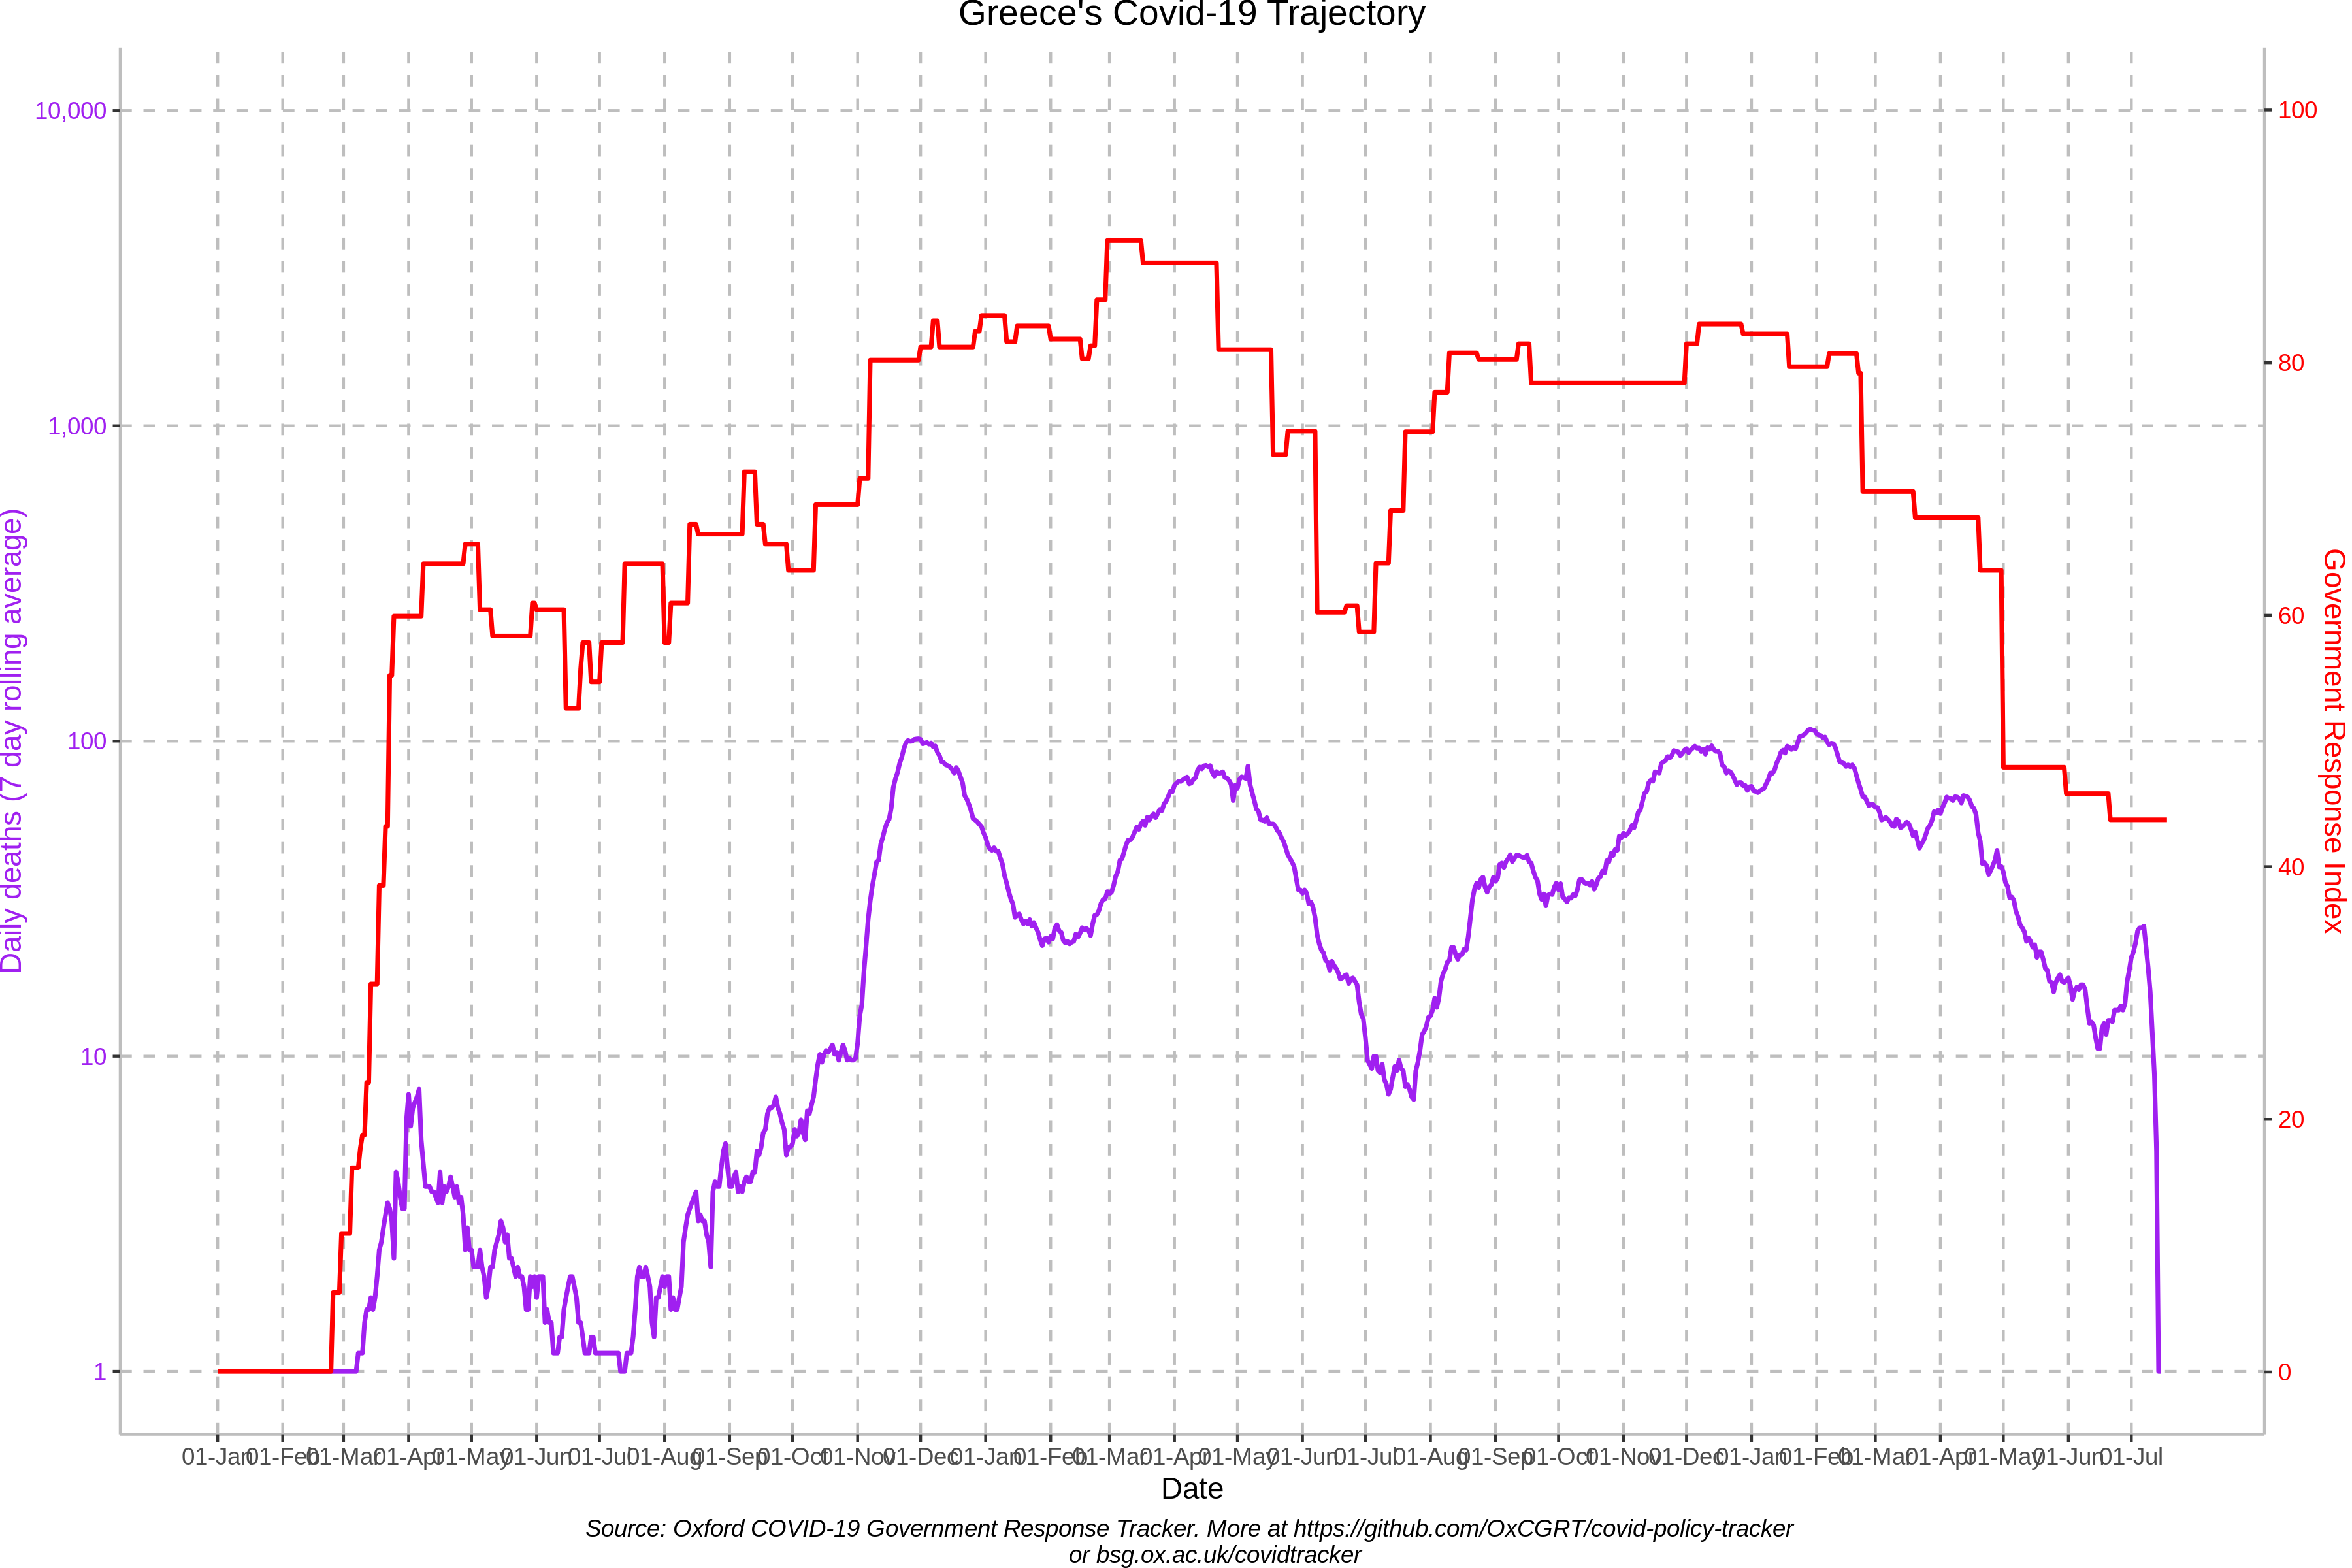 Greece's Covid-19 Trajectory
10,000
1,000
100
10
1
100
80
60
40
20
0
Daily deaths (7 day rolling average)
Government Response Index
01-Jan 01-Feb 01-Mar 01-Apr 01-May 01-Jun 01-Jul 01-Aug 01-Sep 01-Oct 01-Nov 01-Dec 01-Jan 01-Feb 01-Mar 01-Apr 01-May 01-Jun 01-Jul 01-Aug 01-Sep 01-Oct 01-Nov 01-Dec 01-Jan 01-Feb 01-Mar 01-Apr 01-May 01-Jun 01-Jul
Date
Source: Oxford COVID-19 Government Response Tracker. More at https://github.com/OxCGRT/covid-policy-tracker
or bsg.ox.ac.uk/covidtracker